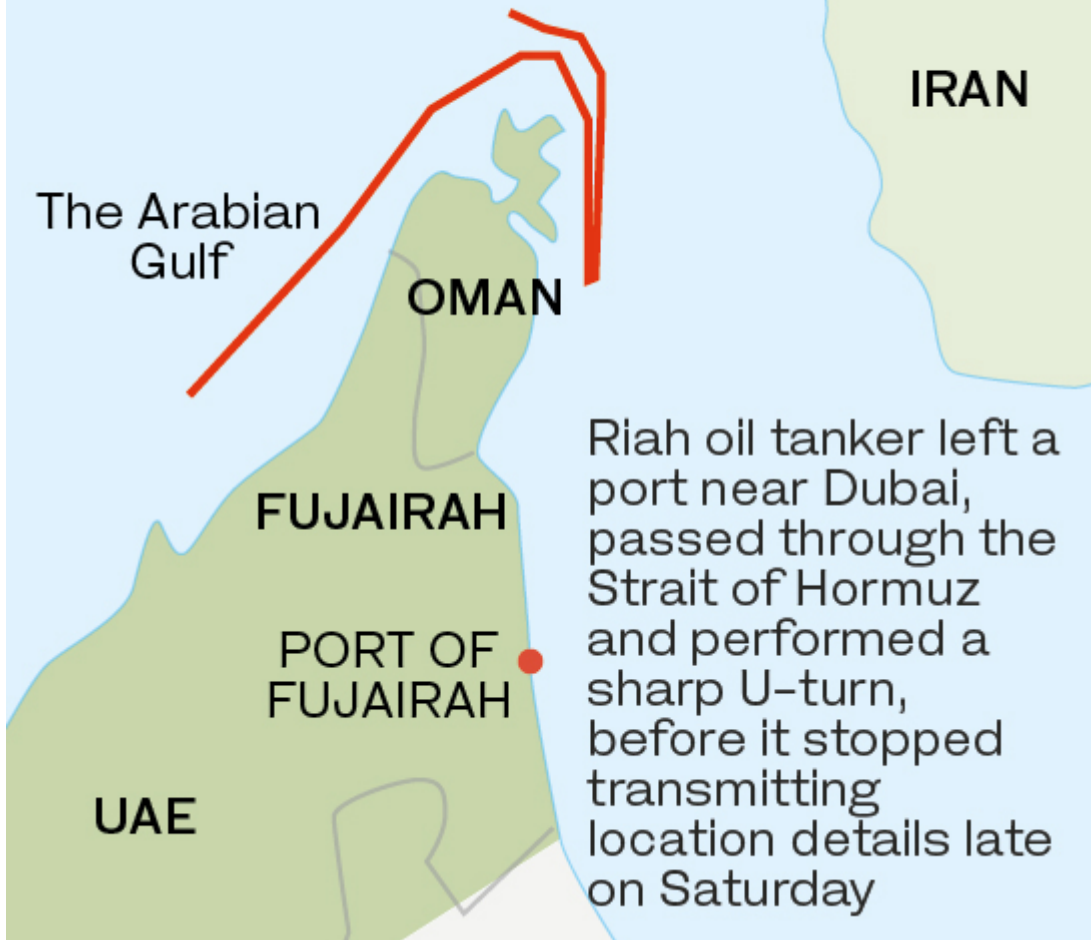 IRAN
The Arabian
Gulf
OMAN
Riah oil tanker left a
port near Dubai,
passed through the
Strait of Hormuz
and performed a
sharp U-turn,
before it stopped
transmitting
location details late
on Saturday
FUJAIRAH
PORT OF
FUJAIRAH
UAE